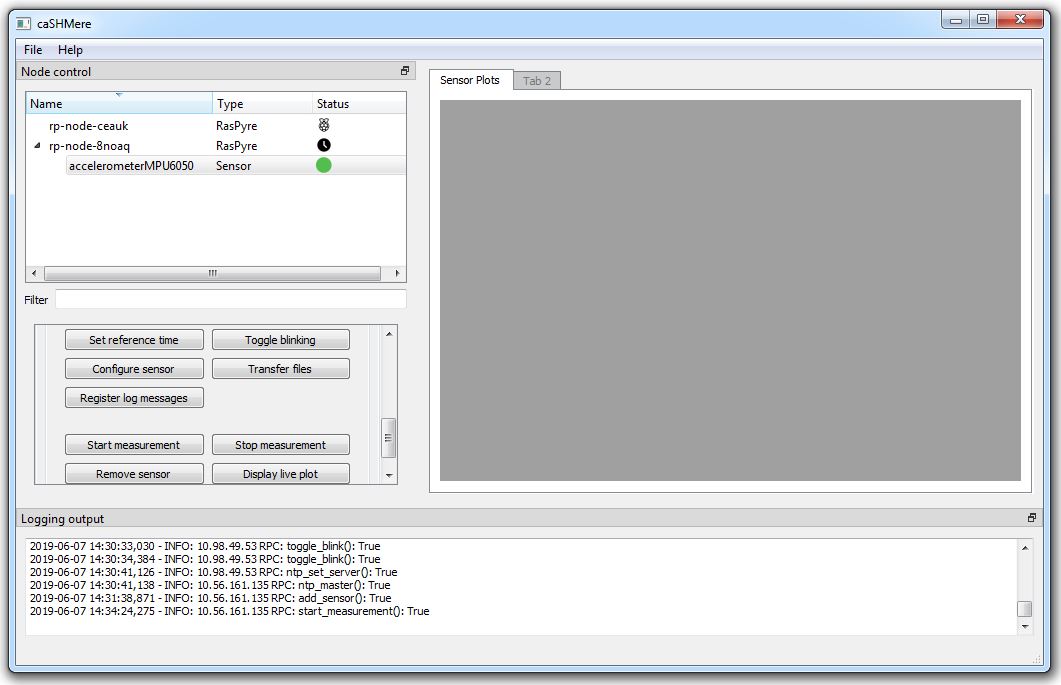 caSHMere
File Help
Node control
Name Type Status
rp-node-ceauk RasPyre
rp-node-8noaq RasPyre
accelerometerMPU6050 Sensor
Filter
Set reference time Toggle blinking
Configure sensor Transfer files
Register log messages
Start measurement Stop measurement
Remove sensor Display live plot
Sensor Plots Tab 2
Logging output
2019-06-07 14:30:33,030 - INFO: 10.98.49.53 RPC: toggle_blink(): True
2019-06-07 14:30:34,384 - INFO: 10.98.49.53 RPC: toggle_blink(): True
2019-06-07 14:30:41,126 - INFO: 10.98.49.53 RPC: ntp_set_server(): True
2019-06-07 14:30:41,138 - INFO: 10.56.161.135 RPC: ntp_master(): True
2019-06-07 14:31:38,871 - INFO: 10.56.161.135 RPC: add_sensor(): True
2019-06-07 14:34:24,275 - INFO: 10.56.161.135 RPC: start_measurement(): True